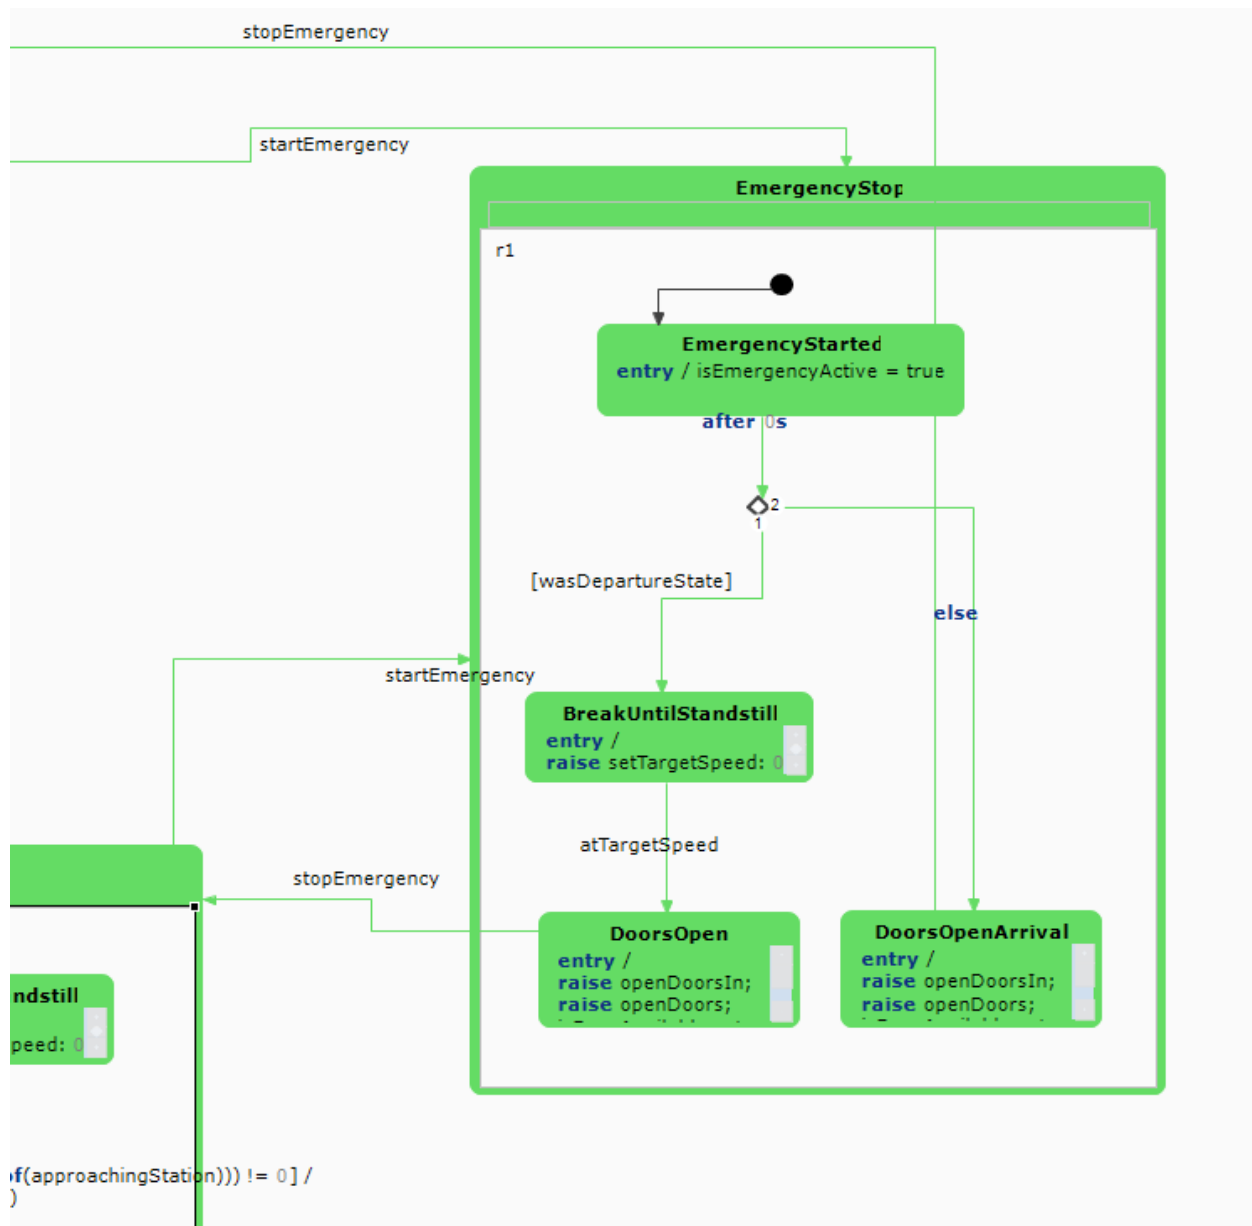 stopEmergency
startEmergency
EmergencyStop
r1
EmergencyStarted
entry / isEmergencyActive = true
after 0s
2
1
[wasDepartureState]
else
startEmergency
BreakUntilStandstill
entry /
raise setTargetSpeed: 0
atTargetSpeed
stopEmergency
DoorsOpen
entry /
raise openDoorsIn;
raise openDoors;
DoorsOpenArrival
entry /
raise openDoorsIn;
raise openDoors;
ndstill
peed: 0
of(approachingStation))) != 0] /
)